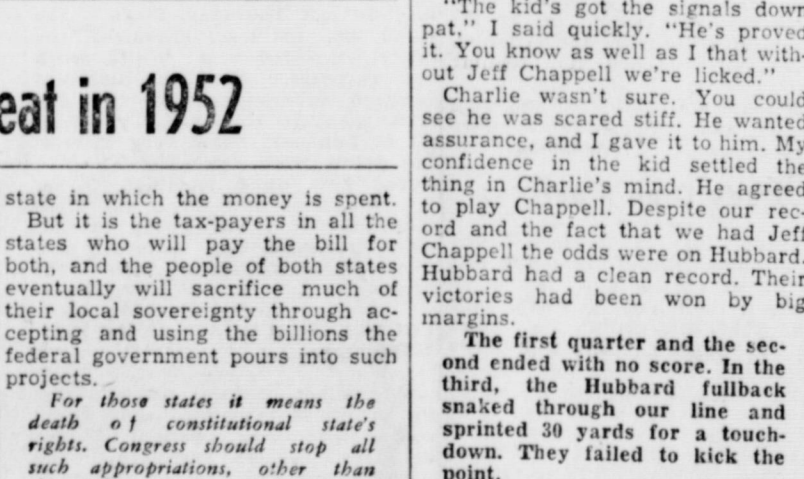 eat in 1952
state in which the money is spent.
But it is the tax-payers in all the
states who will pay the bill for
both, and the people of both states
eventually will sacrifice much of
their local sovereignty through ac-
cepting and using the billions the
federal government pours into such
projects.
For those states it means the
death of constitutional state's
rights. Congress should stop all
such appropriations, other than
"The kid's got the signals down
pat," I said quickly. "He's proved
it. You know as well as I that with-
out Jeff Chappell we're licked."
Charlie wasn't sure. You could
see he was scared stiff. He wanted
assurance, and I gave it to him. My
confidence in the kid settled the
thing in Charlie's mind. He agreed
to play Chappell. Despite our rec-
ord and the fact that we had Jeff
Chappell the odds were on Hubbard.
Hubbard had a clean record. Their
victories had been won by big
margins.
The first quarter and the sec-
ond ended with no score. In the
third, the Hubbard fullback
snaked through our line and
sprinted 30 yards for a touch-
down. They failed to kick the
point.